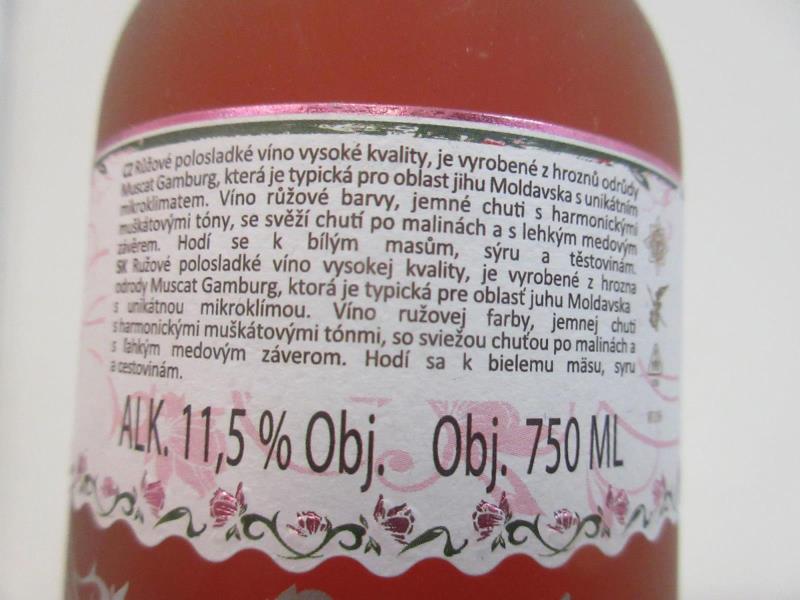 CZ Růžové polosladké víno vysoké kvality, je vyrobené z hroznů odrůdy
Muscat Gamburg, která je typická pro oblast jihu Moldavska s unikátním
mikroklimatem. Víno růžové barvy, jemné chuti s harmonickými
muškátovými tóny, se svěží chutí po malinách a s lehkým medovým
závěrem. Hodí se k bílým masům, sýru a těstovinám.
SK Ružové polosladké víno vysokej kvality, je vyrobené z hrozna
odrody Muscat Gamburg, ktorá je typická pre oblasť juhu Moldavska
s unikátnou mikroklímou. Víno ružovej farby, jemnej chuti
s harmonickými muškátovými tónmi, so sviežou chuťou po malinách a
s ľahkým medovým záverom. Hodí sa k bielemu mäsu, syru
a cestovinám.
ALK. 11,5 % Obj. Obj. 750 ML